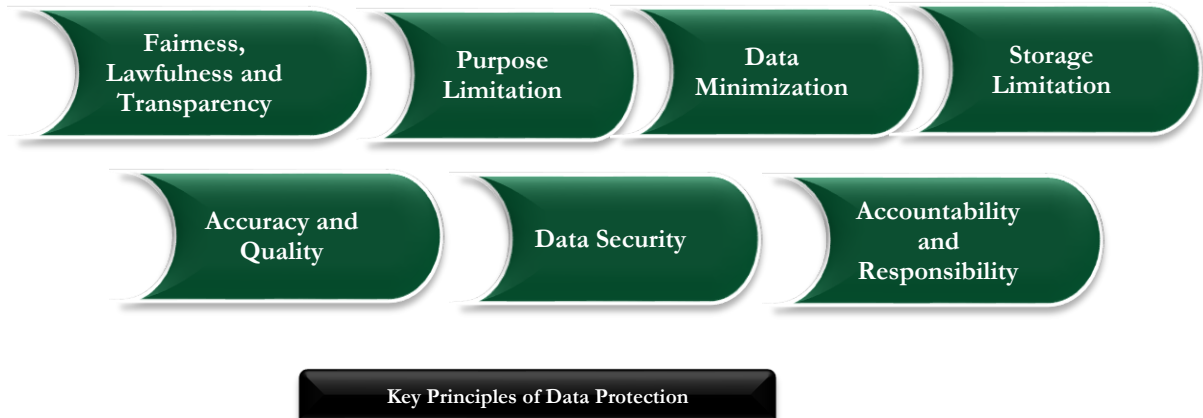 Fairness,
Lawfulness and
Transparency
Purpose
Limitation
Data
Minimization
Storage
Limitation
Accuracy and
Quality
Data Security
Accountability
and
Responsibility
Key Principles of Data Protection